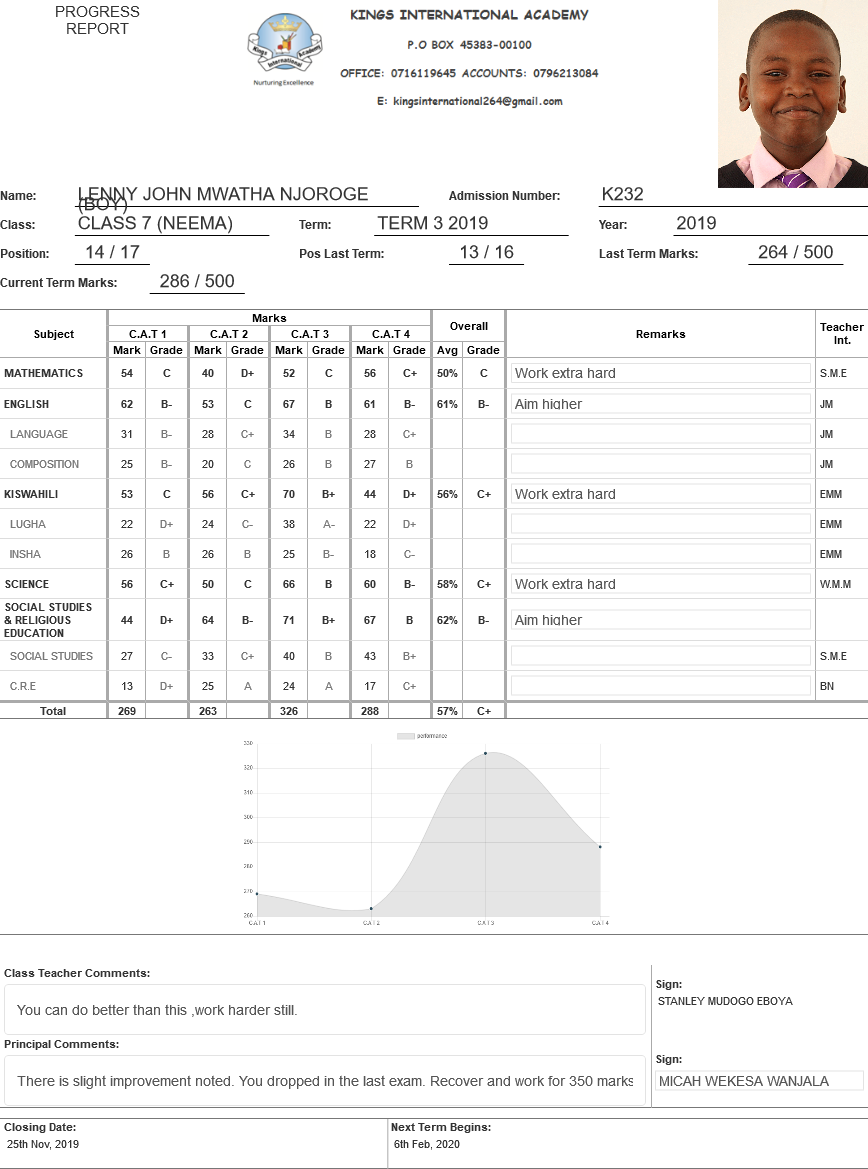 PROGRESS
REPORT
KINGS INTERNATIONAL ACADEMY
P.O BOX 45383-00100
OFFICE: 0716119645 ACCOUNTS: 0796213084
E: kingsinternational264@gmail.com
Kings International Academy
Nurturing Excellence
Name: LENNY JOHN MWATHA NJOROGE (BOY) Admission Number: K232
Class: CLASS 7 (NEEMA) Term: TERM 3 2019 Year: 2019
Position: 14 / 17 Pos Last Term: 13 / 16 Last Term Marks: 264 / 500
Current Term Marks: 286 / 500
Subject Marks Overall Remarks Teacher Int.
C.A.T 1 C.A.T 2 C.A.T 3 C.A.T 4
Mark Grade Mark Grade Mark Grade Mark Grade Avg Grade
MATHEMATICS 54 C 40 D+ 52 C 56 C+ 50% C Work extra hard S.M.E
ENGLISH 62 B- 53 C 67 B 61 B- 61% B- Aim higher JM
LANGUAGE 31 B- 28 C+ 34 B 28 C+ JM
COMPOSITION 25 B- 20 C 26 B 27 B JM
KISWAHILI 53 C 56 C+ 70 B+ 44 D+ 56% C+ Work extra hard EMM
LUGHA 22 D+ 24 C- 38 A- 22 D+ EMM
INSHA 26 B 26 B 25 B- 18 C- EMM
SCIENCE 56 C+ 50 C 66 B 60 B- 58% C+ Work extra hard W.M.M
SOCIAL STUDIES & RELIGIOUS EDUCATION 44 D+ 64 B- 71 B+ 67 B 62% B- Aim higher
SOCIAL STUDIES 27 C- 33 C+ 40 B 43 B+ S.M.E
C.R.E 13 D+ 25 A 24 A 17 C+ BN
Total 269 263 326 288 57% C+
performance
330
320
310
300
290
280
270
260
C.A.T 1 C.A.T 2 C.A.T 3 C.A.T 4
Class Teacher Comments:
You can do better than this ,work harder still.
Sign:
STANLEY MUDOGO EBOYA
Principal Comments:
There is slight improvement noted. You dropped in the last exam. Recover and work for 350 marks
Sign:
MICAH WEKESA WANJALA
Closing Date: Next Term Begins:
25th Nov, 2019 6th Feb, 2020